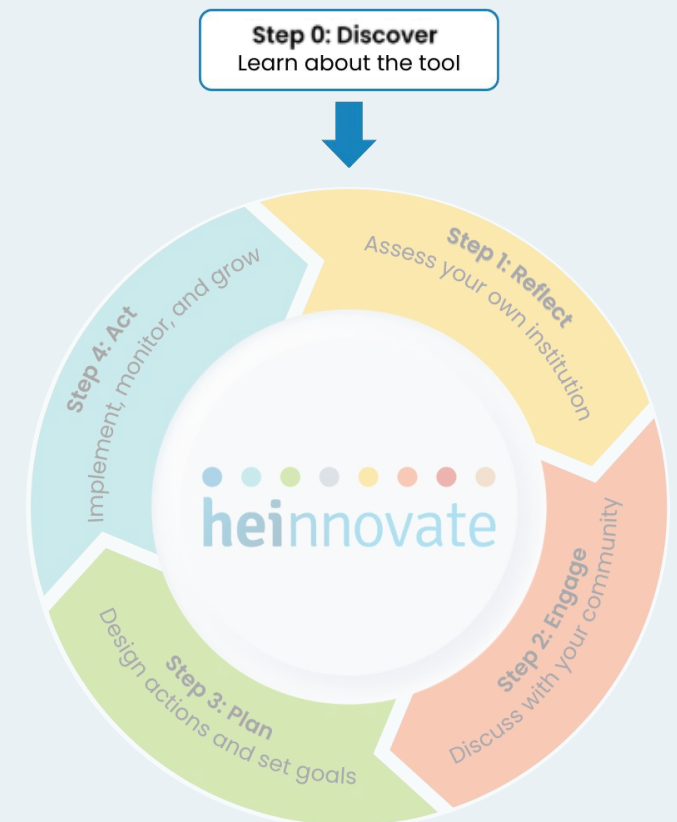 Step 0: Discover
Learn about the tool
Step 1: Reflect
Assess your own institution
Step 2: Engage
Discuss with your community
Step 3: Plan
Design actions and set goals
Step 4: Act
Implement, monitor, and grow
heinnovate